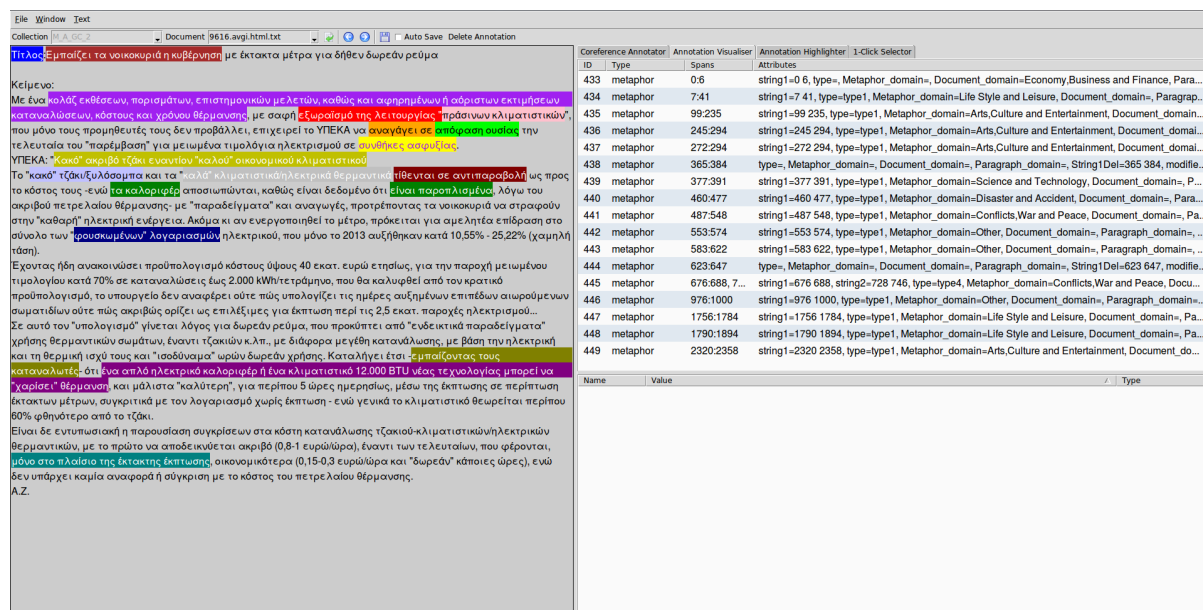 File Window Text
Collection M_A_GC_2 Document 9616.avgi.html.txt Auto Save Delete Annotation
Τίτλος:Εμπαίζει τα νοικοκυριά η κυβέρνηση με έκτακτα μέτρα για δήθεν δωρεάν ρεύμα
Κείμενο:
Με ένα κολάζ εκθέσεων, πορισμάτων, επιστημονικών μελετών, καθώς και αφηρημένων ή αόριστων εκτιμήσεων
καταναλώσεων, κόστους και χρόνου θέρμανσης, με σαφή εξωραϊσμό της λειτουργίας "πράσινων κλιματιστικών",
που μόνο τους προμηθευτές τους δεν προβάλλει, επιχειρεί το ΥΠΕΚΑ να αναγάγει σε απόφαση ουσίας την
τελευταία του "παρέμβαση" για μειωμένα τιμολόγια ηλεκτρισμού σε συνθήκες ασφυξίας.
ΥΠΕΚΑ: "Κακό" ακριβό τζάκι εναντίον "καλού" οικονομικού κλιματιστικού
Το "κακό" τζάκι/ξυλόσομπα και τα "καλά" κλιματιστικά/ηλεκτρικά θερμαντικά τίθενται σε αντιπαραβολή ως προς
το κόστος τους -ενώ τα καλοριφέρ αποσιωπώνται, καθώς είναι δεδομένο ότι είναι παροπλισμένα, λόγω του
ακριβού πετρελαίου θέρμανσης- με "παραδείγματα" και αναγωγές, προτρέποντας τα νοικοκυριά να στραφούν
στην "καθαρή" ηλεκτρική ενέργεια. Ακόμα κι αν ενεργοποιηθεί το μέτρο, πρόκειται για αμελητέα επίδραση στο
σύνολο των "φουσκωμένων" λογαριασμών ηλεκτρικού, που μόνο το 2013 αυξήθηκαν κατά 10,55% - 25,22% (χαμηλή
τάση).
Έχοντας ήδη ανακοινώσει προϋπολογισμό κόστους ύψους 40 εκατ. ευρώ ετησίως, για την παροχή μειωμένου
τιμολογίου κατά 70% σε καταναλώσεις έως 2.000 kWh/τετράμηνο, που θα καλυφθεί από τον κρατικό
προϋπολογισμό, το υπουργείο δεν αναφέρει ούτε πώς υπολογίζει τις ημέρες αυξημένων επιπέδων αιωρούμενων
σωματιδίων ούτε πώς ακριβώς ορίζει ως επιλέξιμες για έκπτωση περί τις 2,5 εκατ. παροχές ηλεκτρισμού...
Σε αυτό τον "υπολογισμό" γίνεται λόγος για δωρεάν ρεύμα, που προκύπτει από "ενδεικτικά παραδείγματα"
χρήσης θερμαντικών σωμάτων, έναντι τζακιών κ.λπ., με διάφορα μεγέθη κατανάλωσης, με βάση την ηλεκτρική
και τη θερμική ισχύ τους και "ισοδύναμα" ωρών δωρεάν χρήσης. Καταλήγει έτσι -εμπαίζοντας τους
καταναλωτές- ότι ένα απλό ηλεκτρικό καλοριφέρ ή ένα κλιματιστικό 12.000 BTU νέας τεχνολογίας μπορεί να
"χαρίσει" θέρμανση, και μάλιστα "καλύτερη", για περίπου 5 ώρες ημερησίως, μέσω της έκπτωσης σε περίπτωση
έκτακτων μέτρων, συγκριτικά με τον λογαριασμό χωρίς έκπτωση - ενώ γενικά το κλιματιστικό θεωρείται περίπου
60% φθηνότερο από το τζάκι.
Είναι δε εντυπωσιακή η παρουσίαση συγκρίσεων στα κόστη κατανάλωσης τζακιού-κλιματιστικών/ηλεκτρικών
θερμαντικών, με το πρώτο να αποδεικνύεται ακριβό (0,8-1 ευρώ/ώρα), έναντι των τελευταίων, που φέρονται,
μόνο στο πλαίσιο της έκτακτης έκπτωσης, οικονομικότερα (0,15-0,3 ευρώ/ώρα και "δωρεάν" κάποιες ώρες), ενώ
δεν υπάρχει καμία αναφορά ή σύγκριση με το κόστος του πετρελαίου θέρμανσης.
Α.Ζ.
Coreference Annotator Annotation Visualiser Annotation Highlighter 1-Click Selector
ID Type Spans Attributes
433 metaphor 0:6 string1=0 6, type=, Metaphor_domain=, Document_domain=Economy,Business and Finance, Para...
434 metaphor 7:41 string1=7 41, type=type1, Metaphor_domain=Life Style and Leisure, Document_domain=, Paragrap...
435 metaphor 99:235 string1=99 235, type=type1, Metaphor_domain=Arts,Culture and Entertainment, Document_domain...
436 metaphor 245:294 string1=245 294, type=type1, Metaphor_domain=Arts,Culture and Entertainment, Document_domai...
437 metaphor 272:294 string1=272 294, type=type1, Metaphor_domain=Arts,Culture and Entertainment, Document_domai...
438 metaphor 365:384 type=, Metaphor_domain=, Document_domain=, Paragraph_domain=, String1Del=365 384, modifie...
439 metaphor 377:391 string1=377 391, type=type1, Metaphor_domain=Science and Technology, Document_domain=, P...
440 metaphor 460:477 string1=460 477, type=type1, Metaphor_domain=Disaster and Accident, Document_domain=, Para...
441 metaphor 487:548 string1=487 548, type=type1, Metaphor_domain=Conflicts,War and Peace, Document_domain=, Pa...
442 metaphor 553:574 string1=553 574, type=type1, Metaphor_domain=Other, Document_domain=, Paragraph_domain=, ...
443 metaphor 583:622 string1=583 622, type=type1, Metaphor_domain=Other, Document_domain=, Paragraph_domain=, ...
444 metaphor 623:647 type=, Metaphor_domain=, Document_domain=, Paragraph_domain=, String1Del=623 647, modifie...
445 metaphor 676:688, 7... string1=676 688, string2=728 746, type=type4, Metaphor_domain=Conflicts,War and Peace, Docu...
446 metaphor 976:1000 string1=976 1000, type=type1, Metaphor_domain=Other, Document_domain=, Paragraph_domain=...
447 metaphor 1756:1784 string1=1756 1784, type=type1, Metaphor_domain=Life Style and Leisure, Document_domain=, Pa...
448 metaphor 1790:1894 string1=1790 1894, type=type1, Metaphor_domain=Life Style and Leisure, Document_domain=, Pa...
449 metaphor 2320:2358 string1=2320 2358, type=type1, Metaphor_domain=Arts,Culture and Entertainment, Document_do...
Name Value Type